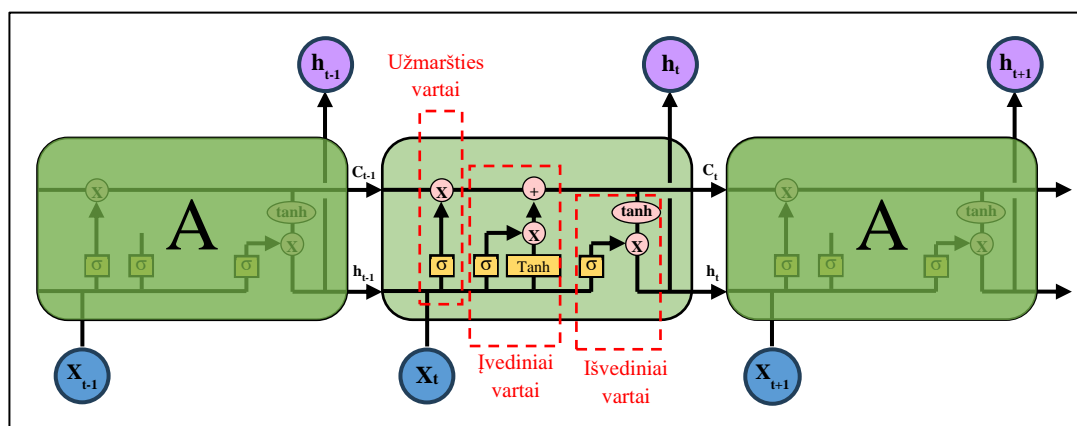 h t-1
h t
h t+1
Užmaršties
vartai
C t-1
C t
X
X
+
X
A
tanh
X
tanh
X
A
tanh
X
σ
σ
σ
σ
σ
Tanh
σ
σ
σ
σ
h t-1
h t
X t-1
X t
Įvediniai
vartai
Išvediniai
vartai
X t+1